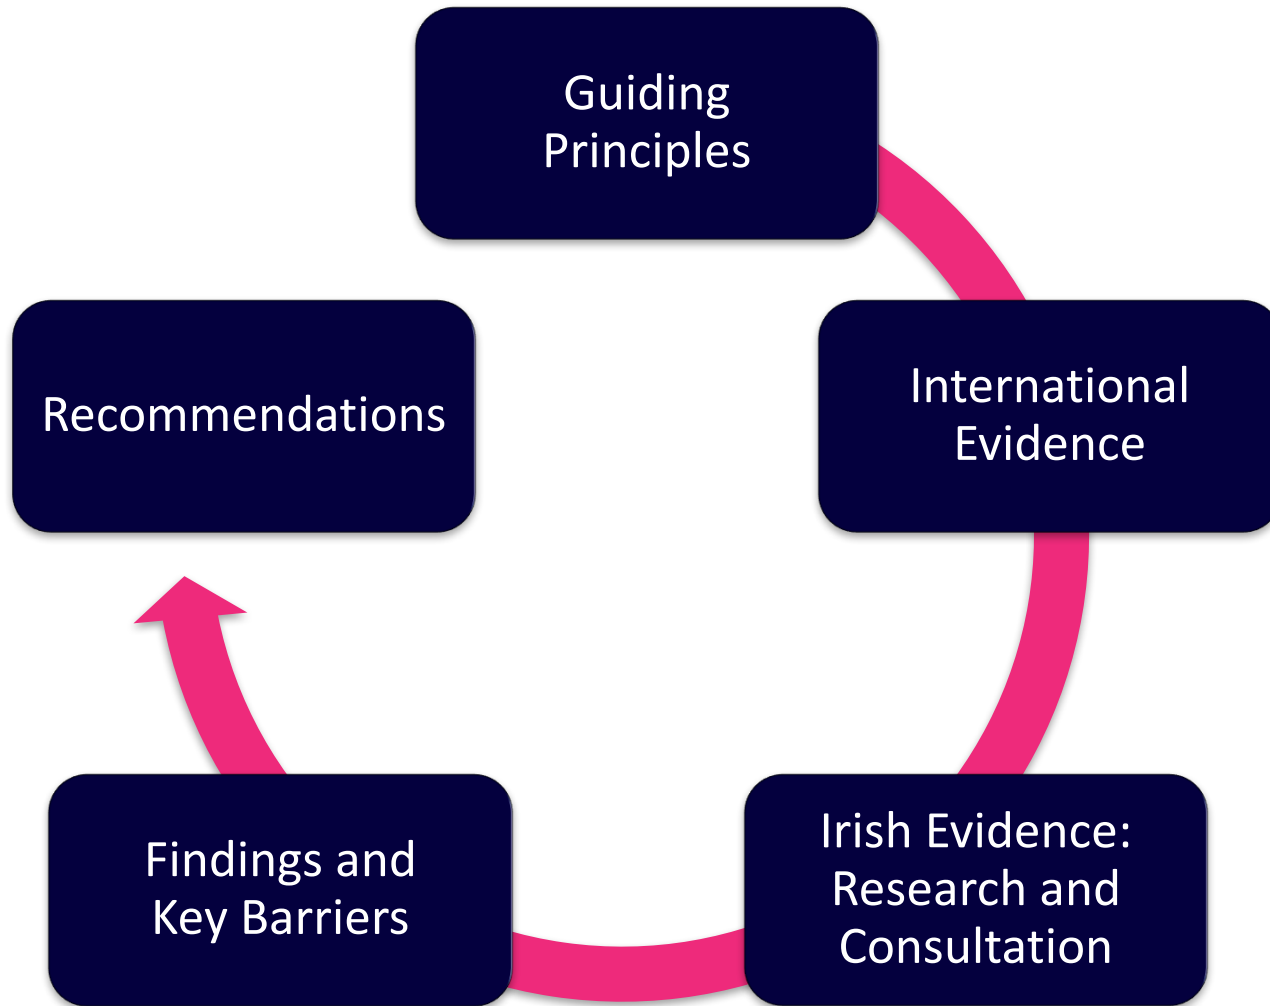 Guiding
Principles
International
Evidence
Irish Evidence:
Research and
Consultation
Findings and
Key Barriers
Recommendations